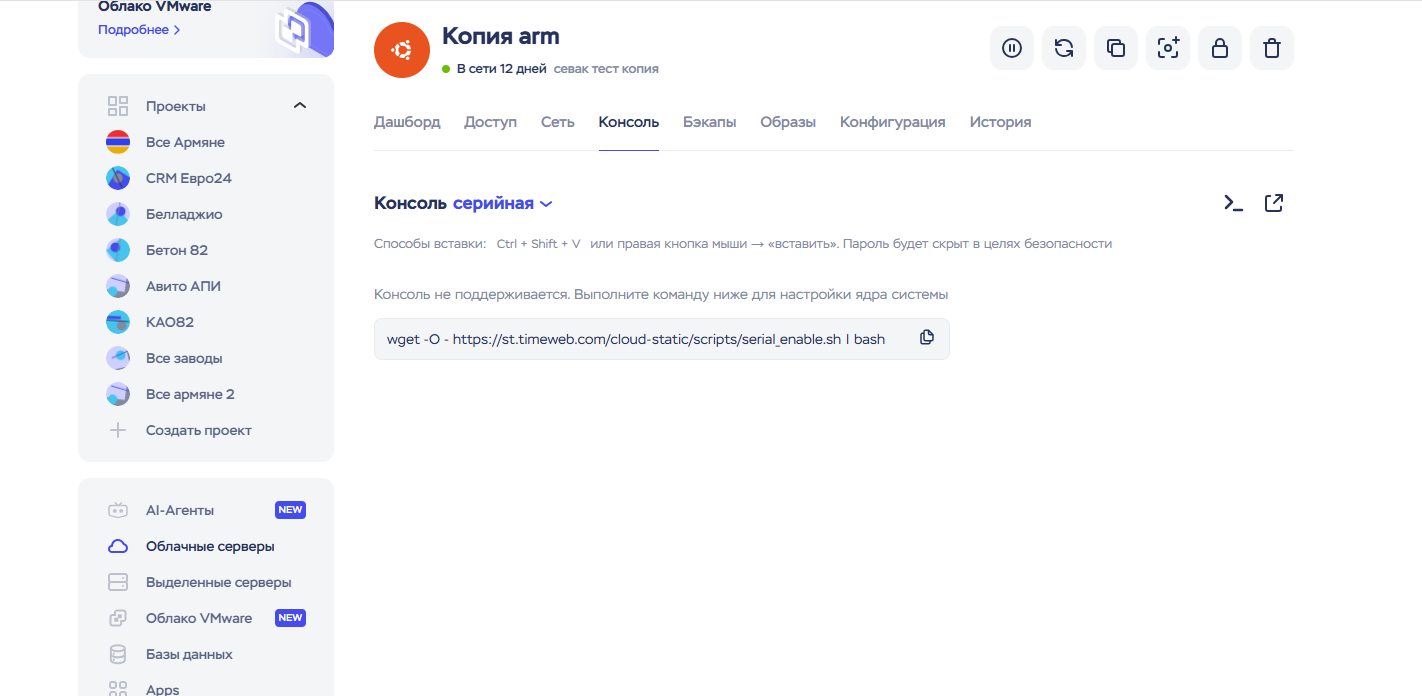 Облако VMware
Подробнее
Проекты
Все Армяне
CRM Евро24
Белладжио
Бетон 82
Авито АПИ
КАО82
Все заводы
Все армяне 2
Создать проект
AI-Агенты NEW
Облачные серверы
Выделенные серверы
Облако VMware NEW
Базы данных
Apps
Копия arm
В сети 12 дней севак тест копия
Дашборд Доступ Сеть Консоль Бэкапы Образы Конфигурация История
Консоль серийная
Способы вставки: Ctrl + Shift + V или правая кнопка мыши → «вставить». Пароль будет скрыт в целях безопасности
Консоль не поддерживается. Выполните команду ниже для настройки ядра системы
wget -O - https://st.timeweb.com/cloud-static/scripts/serial_enable.sh | bash